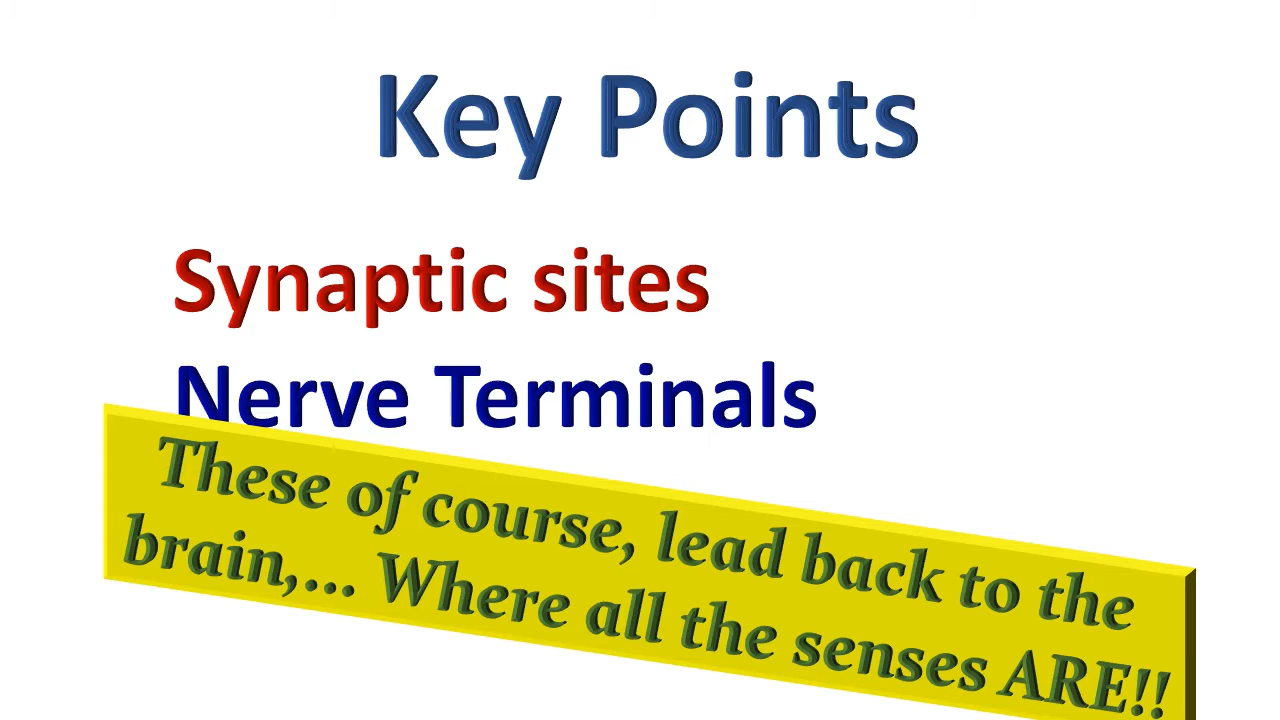 Key Points
Synaptic sites
Nerve Terminals
These of course, lead back to the
brain,... Where all the senses ARE!!